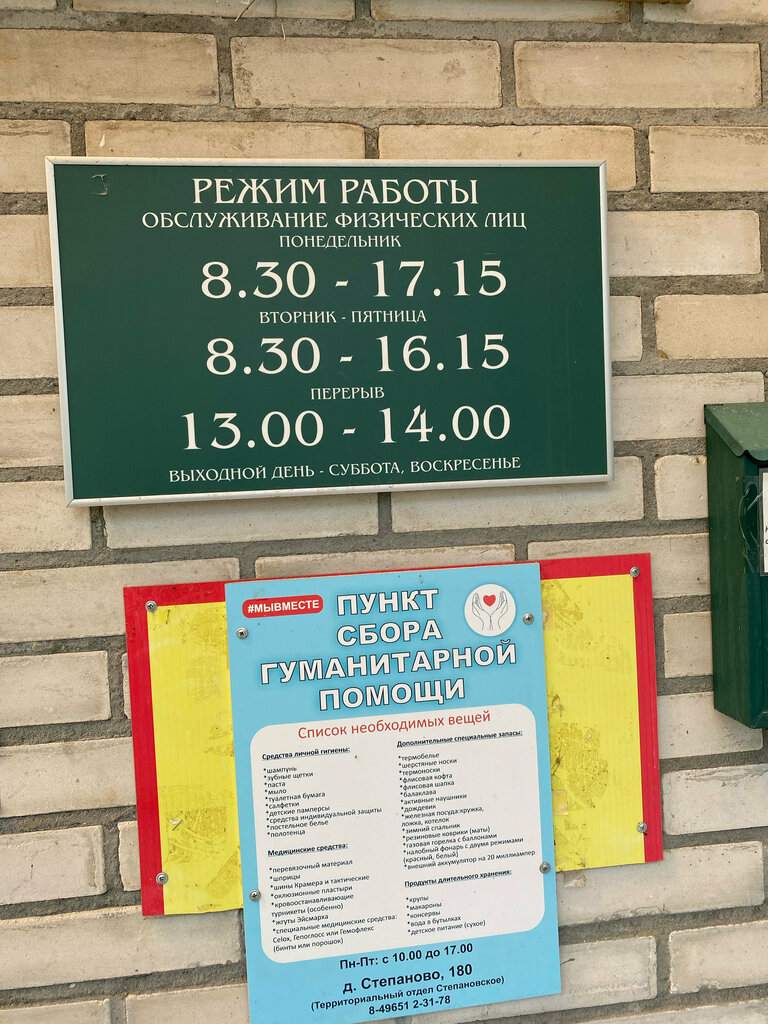 РЕЖИМ РАБОТЫ
ОБСЛУЖИВАНИЕ ФИЗИЧЕСКИХ ЛИЦ
ПОНЕДЕЛЬНИК
8.30 - 17.15
ВТОРНИК - ПЯТНИЦА
8.30 - 16.15
ПЕРЕРЫВ
13.00 - 14.00
ВЫХОДНОЙ ДЕНЬ - СУББОТА, ВОСКРЕСЕНЬЕ
#МЫВМЕСТЕ
ПУНКТ
СБОРА
ГУМАНИТАРНОЙ
ПОМОЩИ
Список необходимых вещей
Средства личной гигиены:
*шампунь
*зубные щетки
*паста
*мыло
*туалетная бумага
*салфетки
*детские памперсы
*средства индивидуальной защиты
*постельное белье
*полотенца
Медицинские средства:
*перевязочный материал
*шприцы
*шины Крамера и тактические
*оклюзионные пластыри
*кровоостанавливающие
турникеты (особенно)
*жгуты Эйсмарха
*специальные медицинские средства:
Celox, Гепоглосс или Гемофлекс
(бинты или порошок)
Дополнительные специальные запасы:
*термобелье
*шерстяные носки
*термоноски
*флисовая кофта
*флисовая шапка
*балаклава
*активные наушники
*дождевик
*железная посуда:кружка,
ложка, котелок
*зимний спальник
*резиновые коврики (маты)
*газовая горелка с баллонами
*налобный фонарь с двумя режимами
(красный, белый)
*внешний аккумулятор на 20 миллиампер
Продукты длительного хранения:
*крупы
*макароны
*консервы
*вода в бутылках
*детское питание (сухое)
Пн-Пт: с 10.00 до 17.00
д. Степаново, 180
(Территориальный отдел Степановское)
8-49651 2-31-78